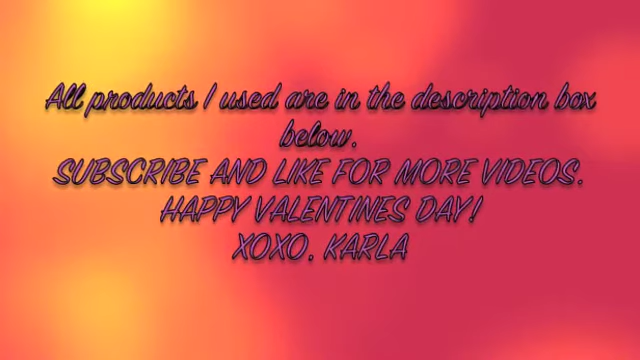 All products I used are in the description box
below.
SUBSCRIBE AND LIKE FOR MORE VIDEOS.
HAPPY VALENTINES DAY!
XOXO, KARLA